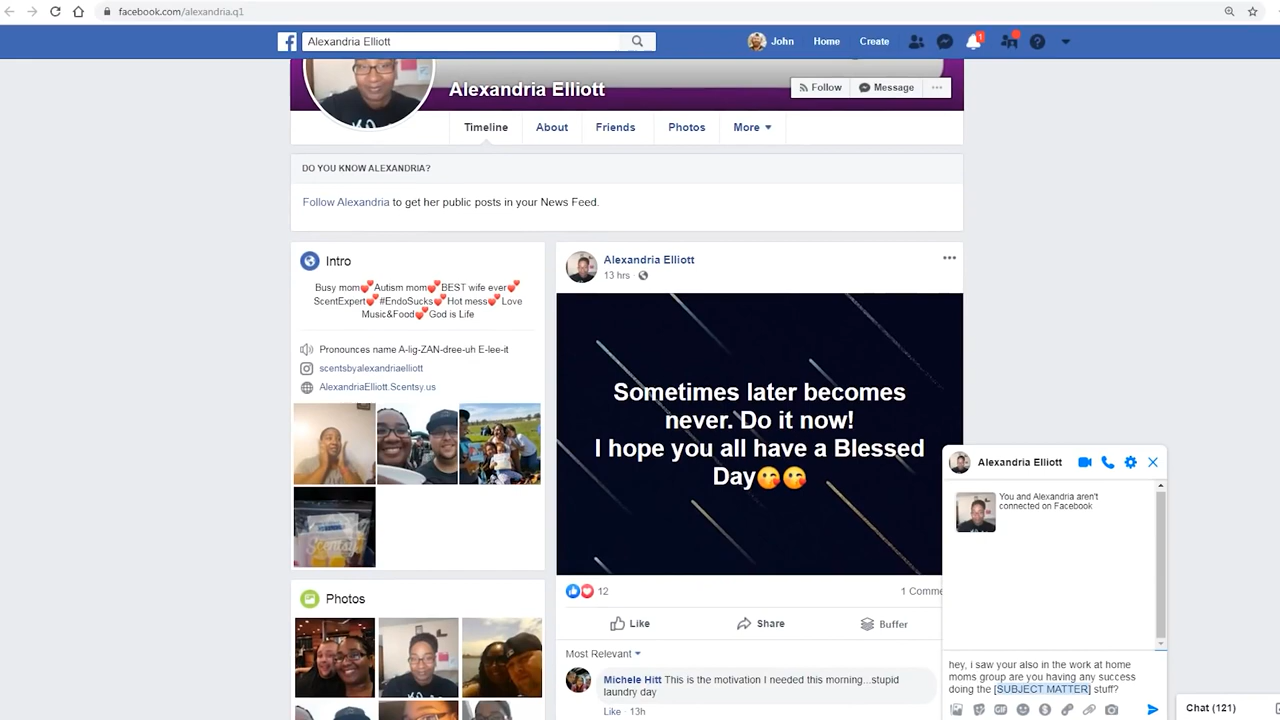 facebook.com/alexandria.q1
Alexandria Elliott
John
Home
Create
1
Alexandria Elliott
Follow
Message
Timeline
About
Friends
Photos
More
DO YOU KNOW ALEXANDRIA?
Follow Alexandria to get her public posts in your News Feed.
Intro
Busy mom💕Autism mom💕BEST wife ever💕
ScentExpert💕#EndoSucks💕Hot mess💕Love
Music&Food💕God is Life
Pronounces name A-lig-ZAN-dree-uh E-lee-it
scentsbyalexandriaelliott
AlexandriaElliott.Scentsy.us
Scentsy
Photos
Alexandria Elliott
13 hrs ·
Sometimes later becomes
never. Do it now!
I hope you all have a Blessed
Day😋😋
12
1 Comme
Like
Share
Buffer
Most Relevant
Michele Hitt This is the motivation I needed this morning...stupid
laundry day
Like · 13h
Alexandria Elliott
You and Alexandria aren't
connected on Facebook
hey, i saw your also in the work at home
moms group are you having any success
doing the [SUBJECT MATTER] stuff?
GIF
Chat (121)